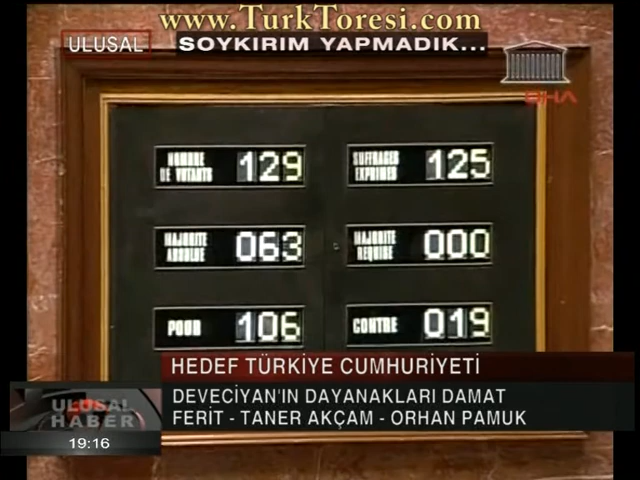 www.TurkToresi.com
ULUSAL
SOYKIRIM YAPMADIK...
DHA
NOMBRE DE VOTANTS 129
SUFFRAGES EXPRIMES 125
MAJORITE ABSOLUE 063
MAJORITE REQUISE 000
POUR 106
CONTRE 019
HEDEF TÜRKİYE CUMHURİYETİ
DEVECİYAN'IN DAYANAKLARI DAMAT
FERİT - TANER AKÇAM - ORHAN PAMUK
ULUSAL
HABER
19:16